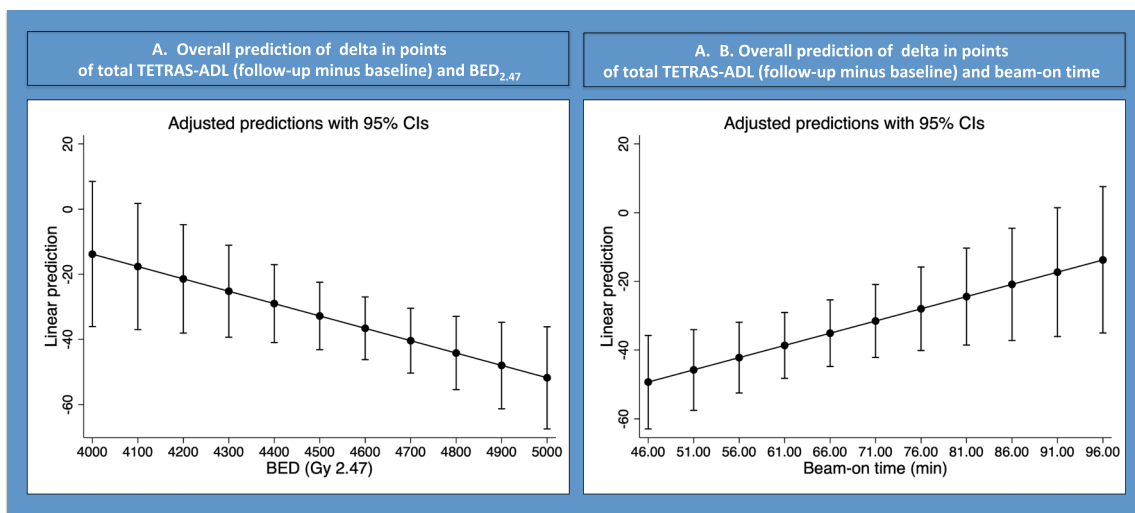 A. Overall prediction of delta in points
of total TETRAS-ADL (follow-up minus baseline) and BED2.47
A. B. Overall prediction of delta in points
of total TETRAS-ADL (follow-up minus baseline) and beam-on time
Adjusted predictions with 95% CIs
Linear prediction
20
0
-20
-40
-60
4000 4100 4200 4300 4400 4500 4600 4700 4800 4900 5000
BED (Gy 2.47)
Adjusted predictions with 95% CIs
Linear prediction
20
0
-20
-40
-60
46.00 51.00 56.00 61.00 66.00 71.00 76.00 81.00 86.00 91.00 96.00
Beam-on time (min)